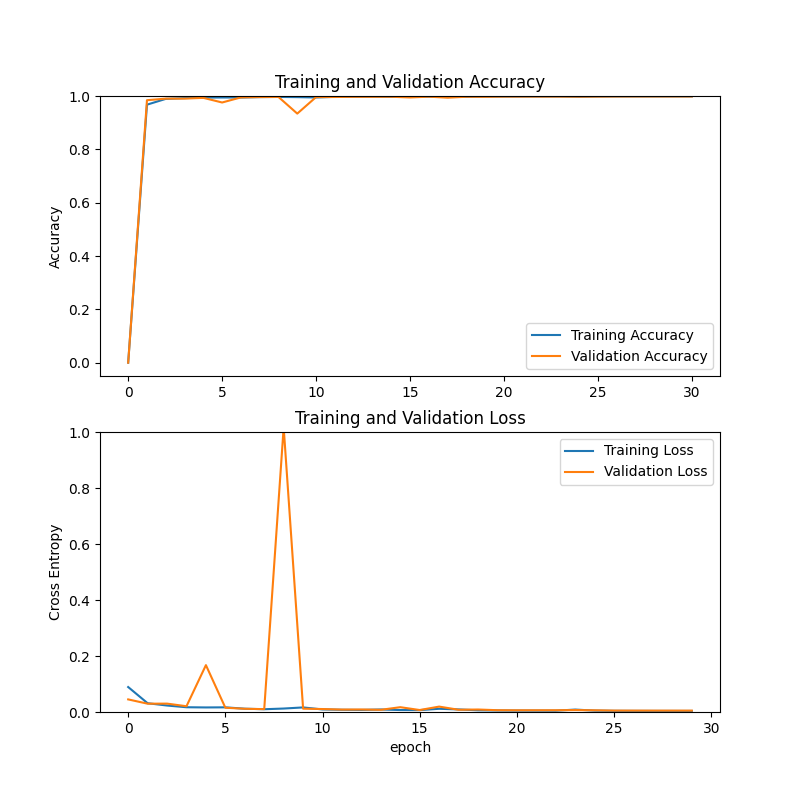 Training and Validation Accuracy
1.0
0.8
0.6
0.4
0.2
0.0
Accuracy
Training Accuracy
Validation Accuracy
0 5 10 15 20 25 30
Training and Validation Loss
1.0
0.8
0.6
0.4
0.2
0.0
Cross Entropy
Training Loss
Validation Loss
0 5 10 15 20 25 30
epoch